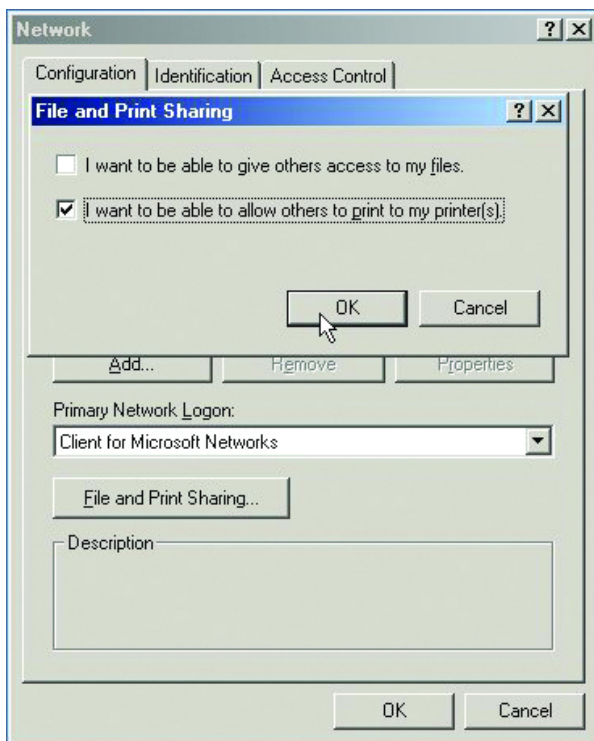 Network
Configuration Identification Access Control
File and Print Sharing
I want to be able to give others access to my files.
I want to be able to allow others to print to my printer(s).
OK Cancel
Add... Remove Properties
Primary Network Logon:
Client for Microsoft Networks
File and Print Sharing...
Description
OK Cancel